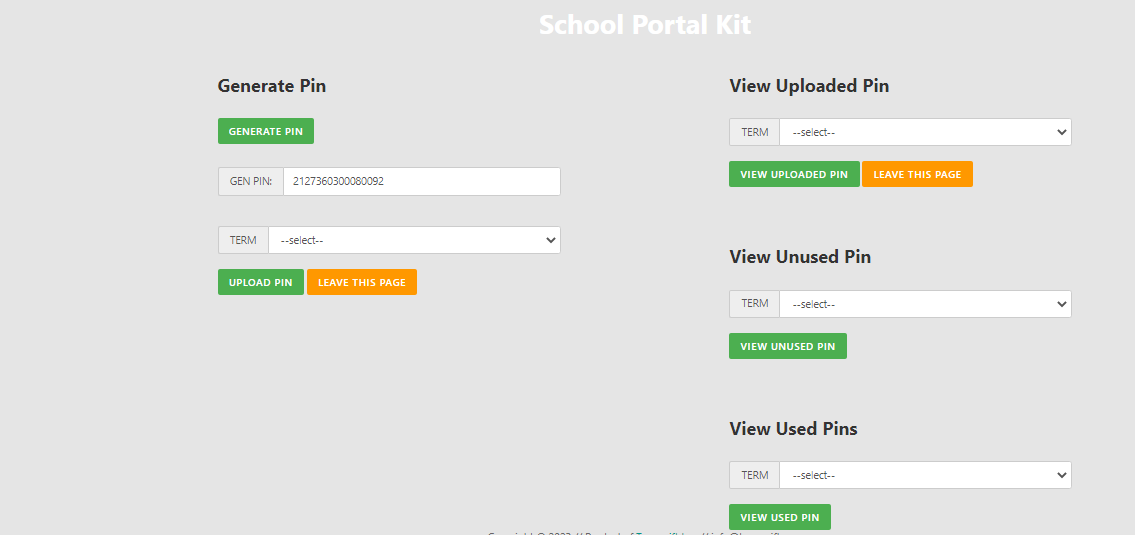 School Portal Kit
Generate Pin
GENERATE PIN
GEN PIN: 2127360300080092
TERM --select--
UPLOAD PIN LEAVE THIS PAGE
View Uploaded Pin
TERM --select--
VIEW UPLOADED PIN LEAVE THIS PAGE
View Unused Pin
TERM --select--
VIEW UNUSED PIN
View Used Pins
TERM --select--
VIEW USED PIN